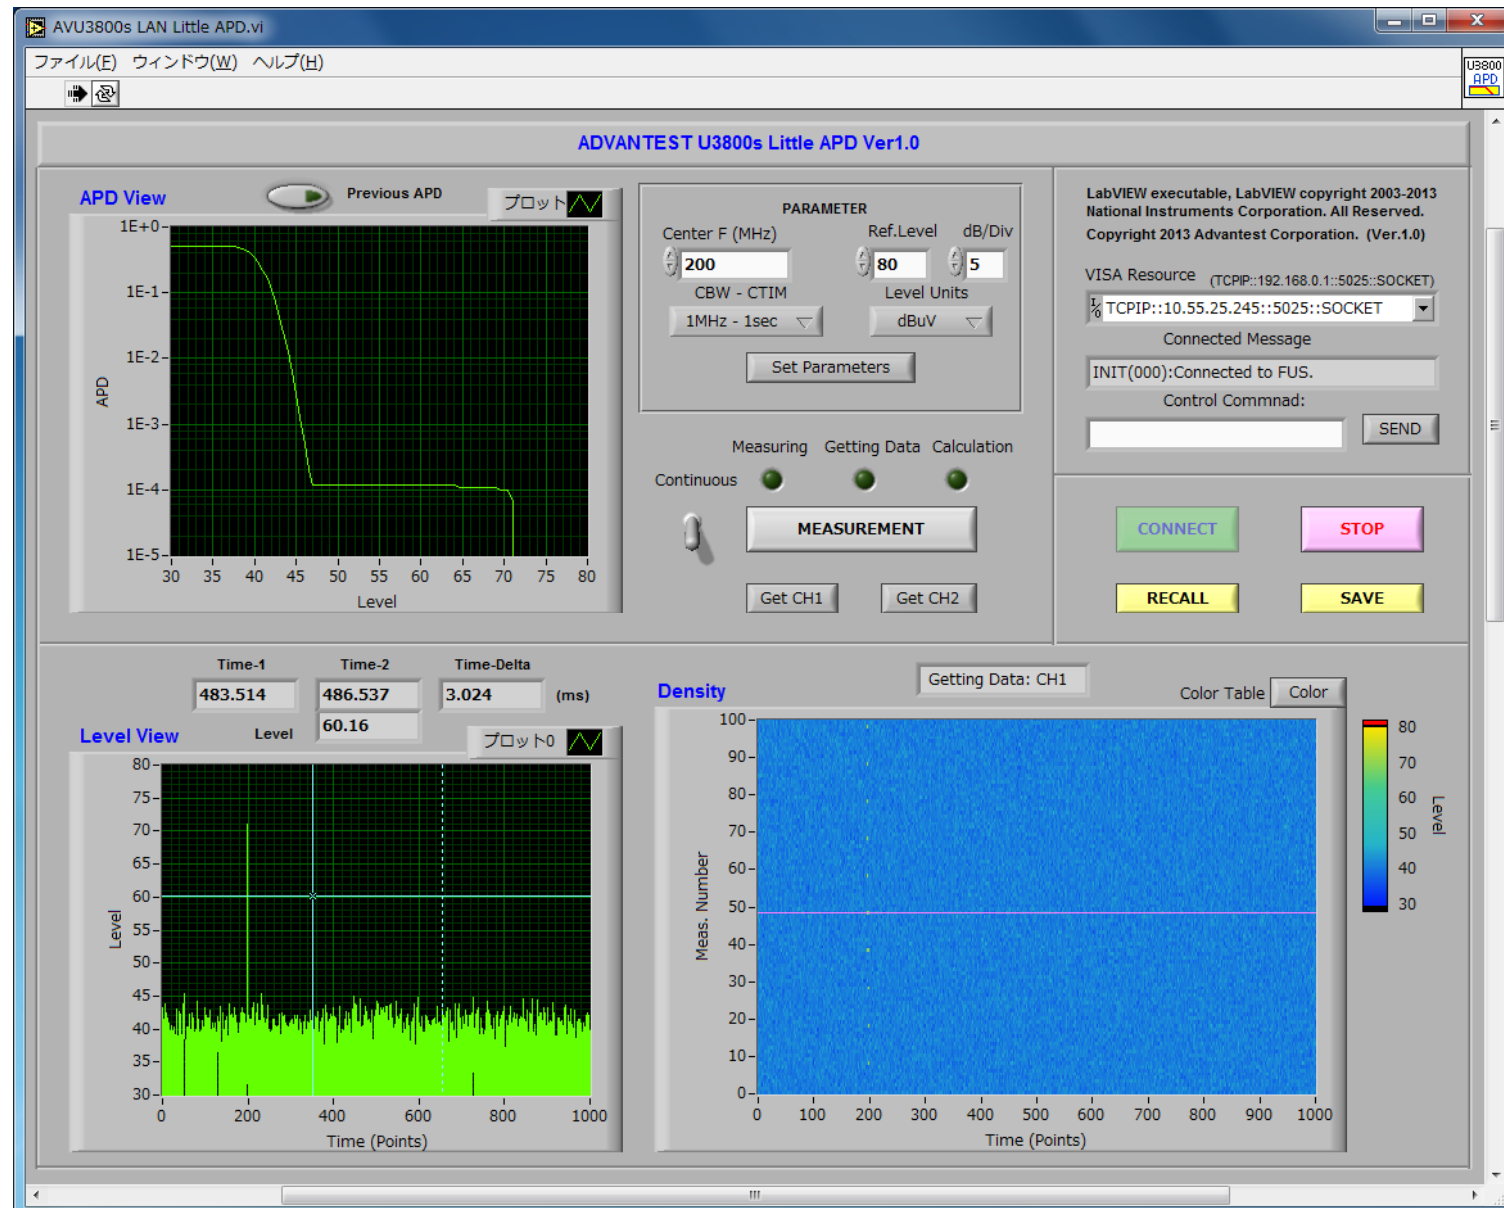 AVU3800s LAN Little APD.vi
ファイル(F) ウィンドウ(W) ヘルプ(H)
U3800
APD
ADVANTEST U3800s Little APD Ver1.0
APD View
Previous APD
プロット
1E+0
1E-1
1E-2
1E-3
1E-4
1E-5
APD
30 35 40 45 50 55 60 65 70 75 80
Level
PARAMETER
Center F (MHz) Ref.Level dB/Div
200 80 5
CBW - CTIM Level Units
1MHz - 1sec dBuV
Set Parameters
Measuring Getting Data Calculation
Continuous
MEASUREMENT
Get CH1 Get CH2
LabVIEW executable, LabVIEW copyright 2003-2013
National Instruments Corporation. All Reserved.
Copyright 2013 Advantest Corporation. (Ver.1.0)
VISA Resource (TCPIP::192.168.0.1::5025::SOCKET)
I/O TCPIP::10.55.25.245::5025::SOCKET
Connected Message
INIT(000):Connected to FUS.
Control Commnad:
SEND
CONNECT STOP
RECALL SAVE
Time-1 Time-2 Time-Delta
483.514 486.537 3.024 (ms)
Level 60.16
Level View
プロット0
80
75
70
65
60
55
50
45
40
35
30
Level
0 200 400 600 800 1000
Time (Points)
Getting Data: CH1
Density
Color Table Color
100
90
80
70
60
50
40
30
20
10
0
Meas. Number
0 100 200 300 400 500 600 700 800 900 1000
Time (Points)
80
70
60
50
40
30
Level